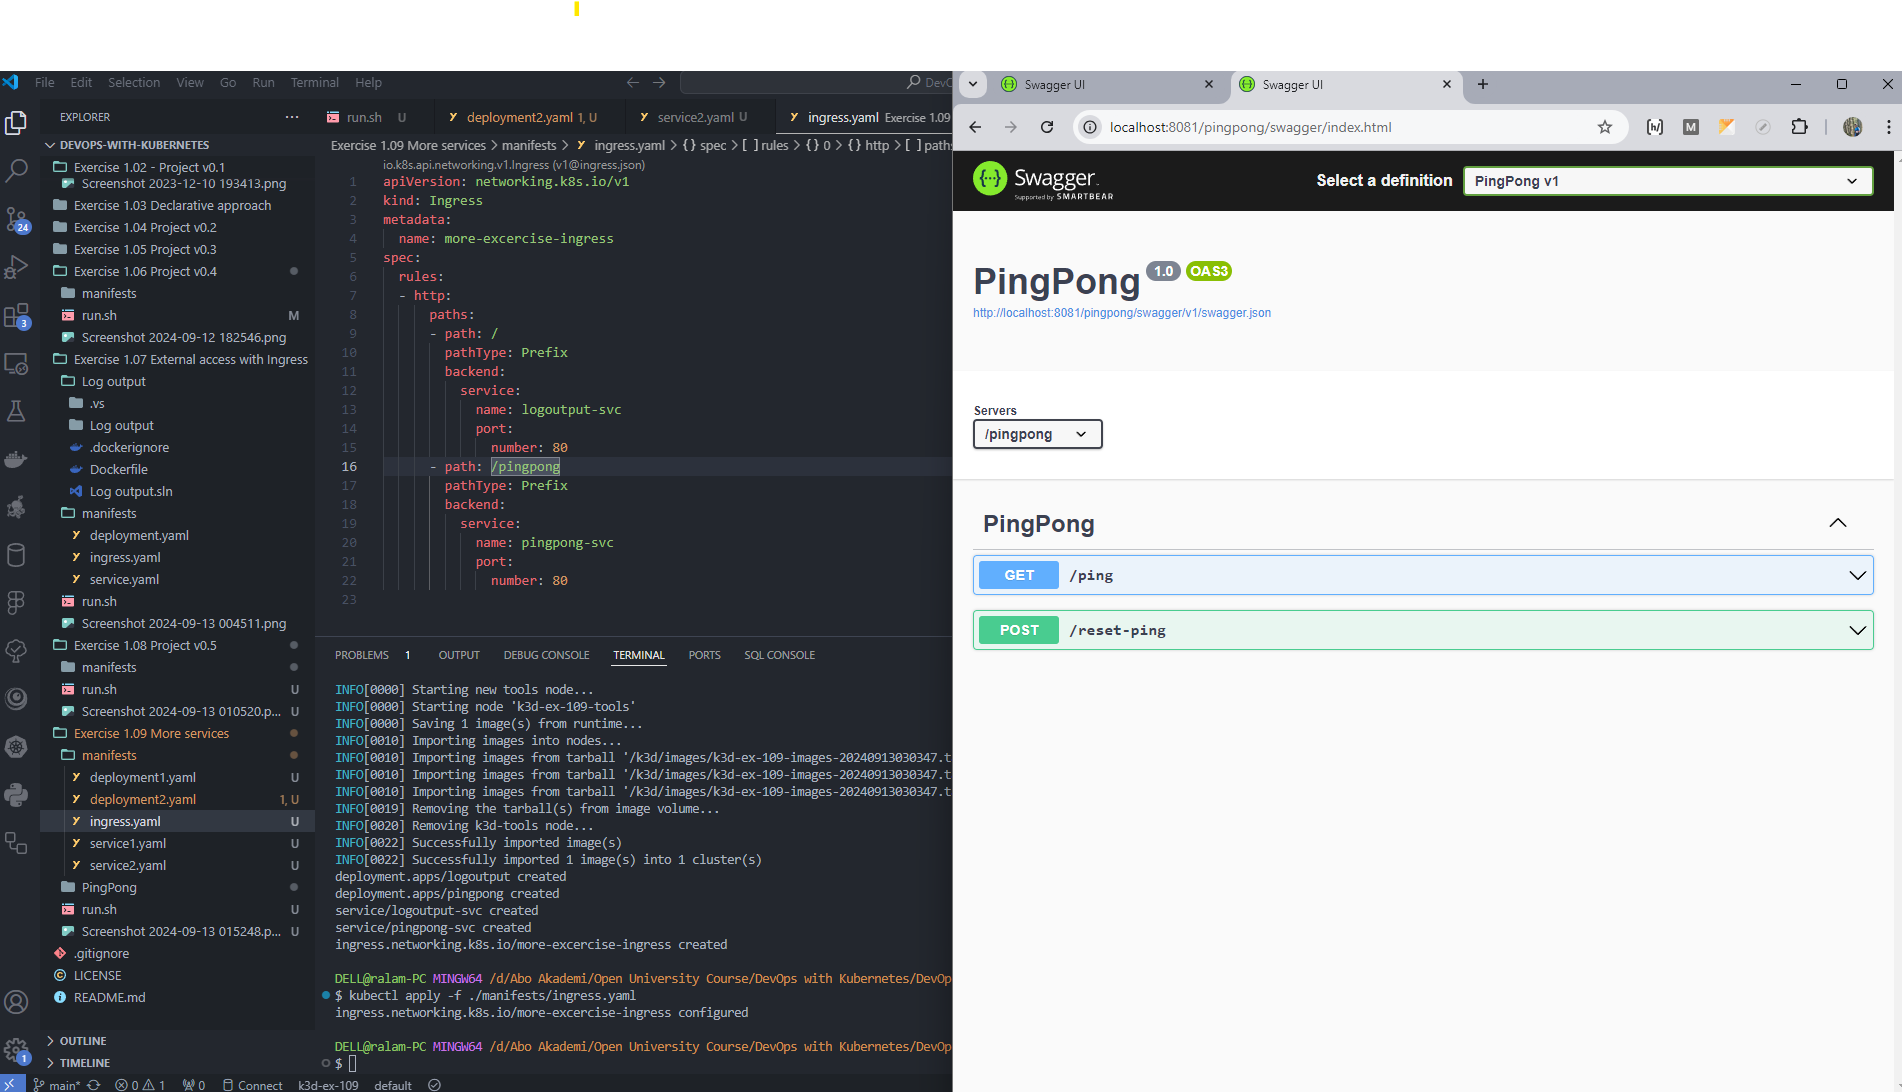 File Edit Selection View Go Run Terminal Help
DevO
EXPLORER
DEVOPS-WITH-KUBERNETES
Exercise 1.02 - Project v0.1
Screenshot 2023-12-10 193413.png
Exercise 1.03 Declarative approach
Exercise 1.04 Project v0.2
Exercise 1.05 Project v0.3
Exercise 1.06 Project v0.4
manifests
run.sh M
Screenshot 2024-09-12 182546.png
Exercise 1.07 External access with Ingress
Log output
.vs
Log output
.dockerignore
Dockerfile
Log output.sln
manifests
deployment.yaml
ingress.yaml
service.yaml
run.sh
Screenshot 2024-09-13 004511.png
Exercise 1.08 Project v0.5
manifests
run.sh U
Screenshot 2024-09-13 010520.p... U
Exercise 1.09 More services
manifests
deployment1.yaml U
deployment2.yaml 1, U
ingress.yaml U
service1.yaml U
service2.yaml U
PingPong
run.sh U
Screenshot 2024-09-13 015248.p... U
.gitignore
LICENSE
README.md
OUTLINE
TIMELINE
24
3
1
run.sh U deployment2.yaml 1, U service2.yaml U ingress.yaml Exercise 1.09
Exercise 1.09 More services > manifests > ingress.yaml > {} spec > [ ] rules > {} 0 > {} http > [ ] paths
io.k8s.api.networking.v1.Ingress (v1@ingress.json)
1 apiVersion: networking.k8s.io/v1
2 kind: Ingress
3 metadata:
4 name: more-excercise-ingress
5 spec:
6 rules:
7 - http:
8 paths:
9 - path: /
10 pathType: Prefix
11 backend:
12 service:
13 name: logoutput-svc
14 port:
15 number: 80
16 - path: /pingpong
17 pathType: Prefix
18 backend:
19 service:
20 name: pingpong-svc
21 port:
22 number: 80
23
PROBLEMS 1 OUTPUT DEBUG CONSOLE TERMINAL PORTS SQL CONSOLE
INFO[0000] Starting new tools node...
INFO[0000] Starting node 'k3d-ex-109-tools'
INFO[0000] Saving 1 image(s) from runtime...
INFO[0010] Importing images into nodes...
INFO[0010] Importing images from tarball '/k3d/images/k3d-ex-109-images-20240913030347.t
INFO[0010] Importing images from tarball '/k3d/images/k3d-ex-109-images-20240913030347.t
INFO[0010] Importing images from tarball '/k3d/images/k3d-ex-109-images-20240913030347.t
INFO[0019] Removing the tarball(s) from image volume...
INFO[0020] Removing k3d-tools node...
INFO[0022] Successfully imported image(s)
INFO[0022] Successfully imported 1 image(s) into 1 cluster(s)
deployment.apps/logoutput created
deployment.apps/pingpong created
service/logoutput-svc created
service/pingpong-svc created
ingress.networking.k8s.io/more-excercise-ingress created
DELL@ralam-PC MINGW64 /d/Abo Akademi/Open University Course/DevOps with Kubernetes/DevOp
$ kubectl apply -f ./manifests/ingress.yaml
ingress.networking.k8s.io/more-excercise-ingress configured
DELL@ralam-PC MINGW64 /d/Abo Akademi/Open University Course/DevOps with Kubernetes/DevOp
$
main* 0 1 0 Connect k3d-ex-109 default
Swagger UI
Swagger UI
localhost:8081/pingpong/swagger/index.html
Swagger
Supported by SMARTBEAR
Select a definition
PingPong v1
PingPong 1.0 OAS3
http://localhost:8081/pingpong/swagger/v1/swagger.json
Servers
/pingpong
PingPong
GET /ping
POST /reset-ping